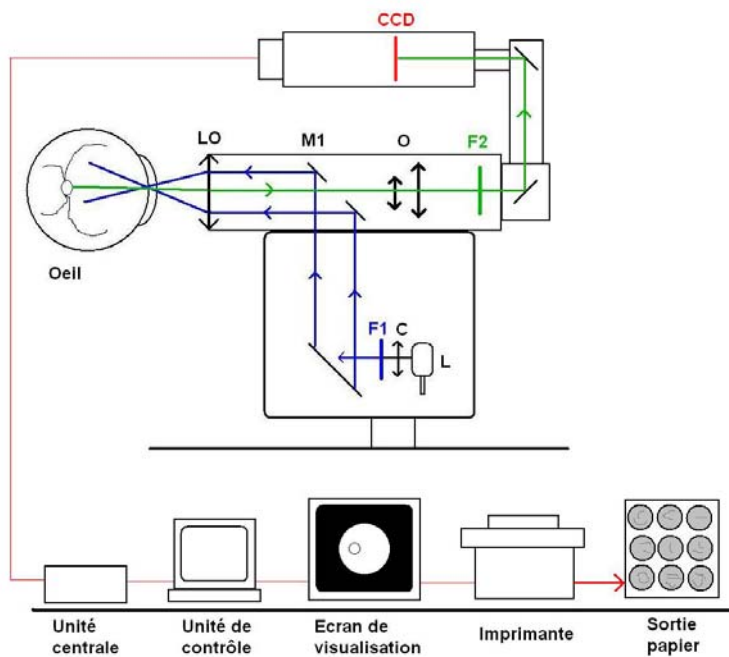 CCD
LO
M1
O
F2
Oeil
F1
C
L
Unité
centrale
Unité de
contrôle
Ecran de
visualisation
Imprimante
Sortie
papier